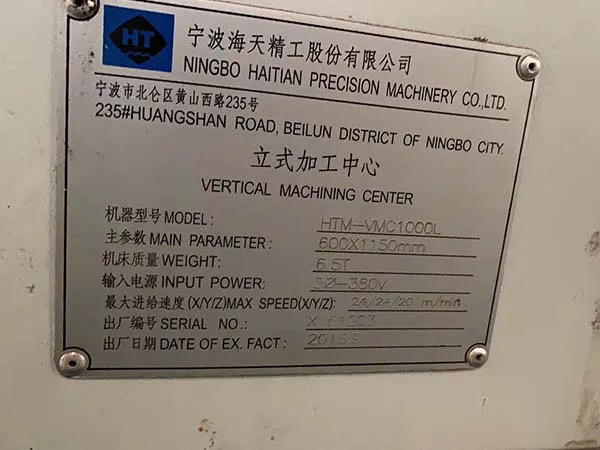 HT
宁波海天精工股份有限公司
NINGBO HAITIAN PRECISION MACHINERY CO.,LTD.
宁波市北仑区黄山西路235号
235#HUANGSHAN ROAD, BEILUN DISTRICT OF NINGBO CITY.
立式加工中心
VERTICAL MACHINING CENTER
机器型号 MODEL: HTM-VMC1000L
主参数 MAIN PARAMETER: 600X1150mm
机床质量 WEIGHT: 6.5T
输入电源 INPUT POWER: 3Ø-380V
最大进给速度 (X/Y/Z)MAX SPEED(X/Y/Z): 24/24/20 m/min
出厂编号 SERIAL NO.:
出厂日期 DATE OF EX. FACT: